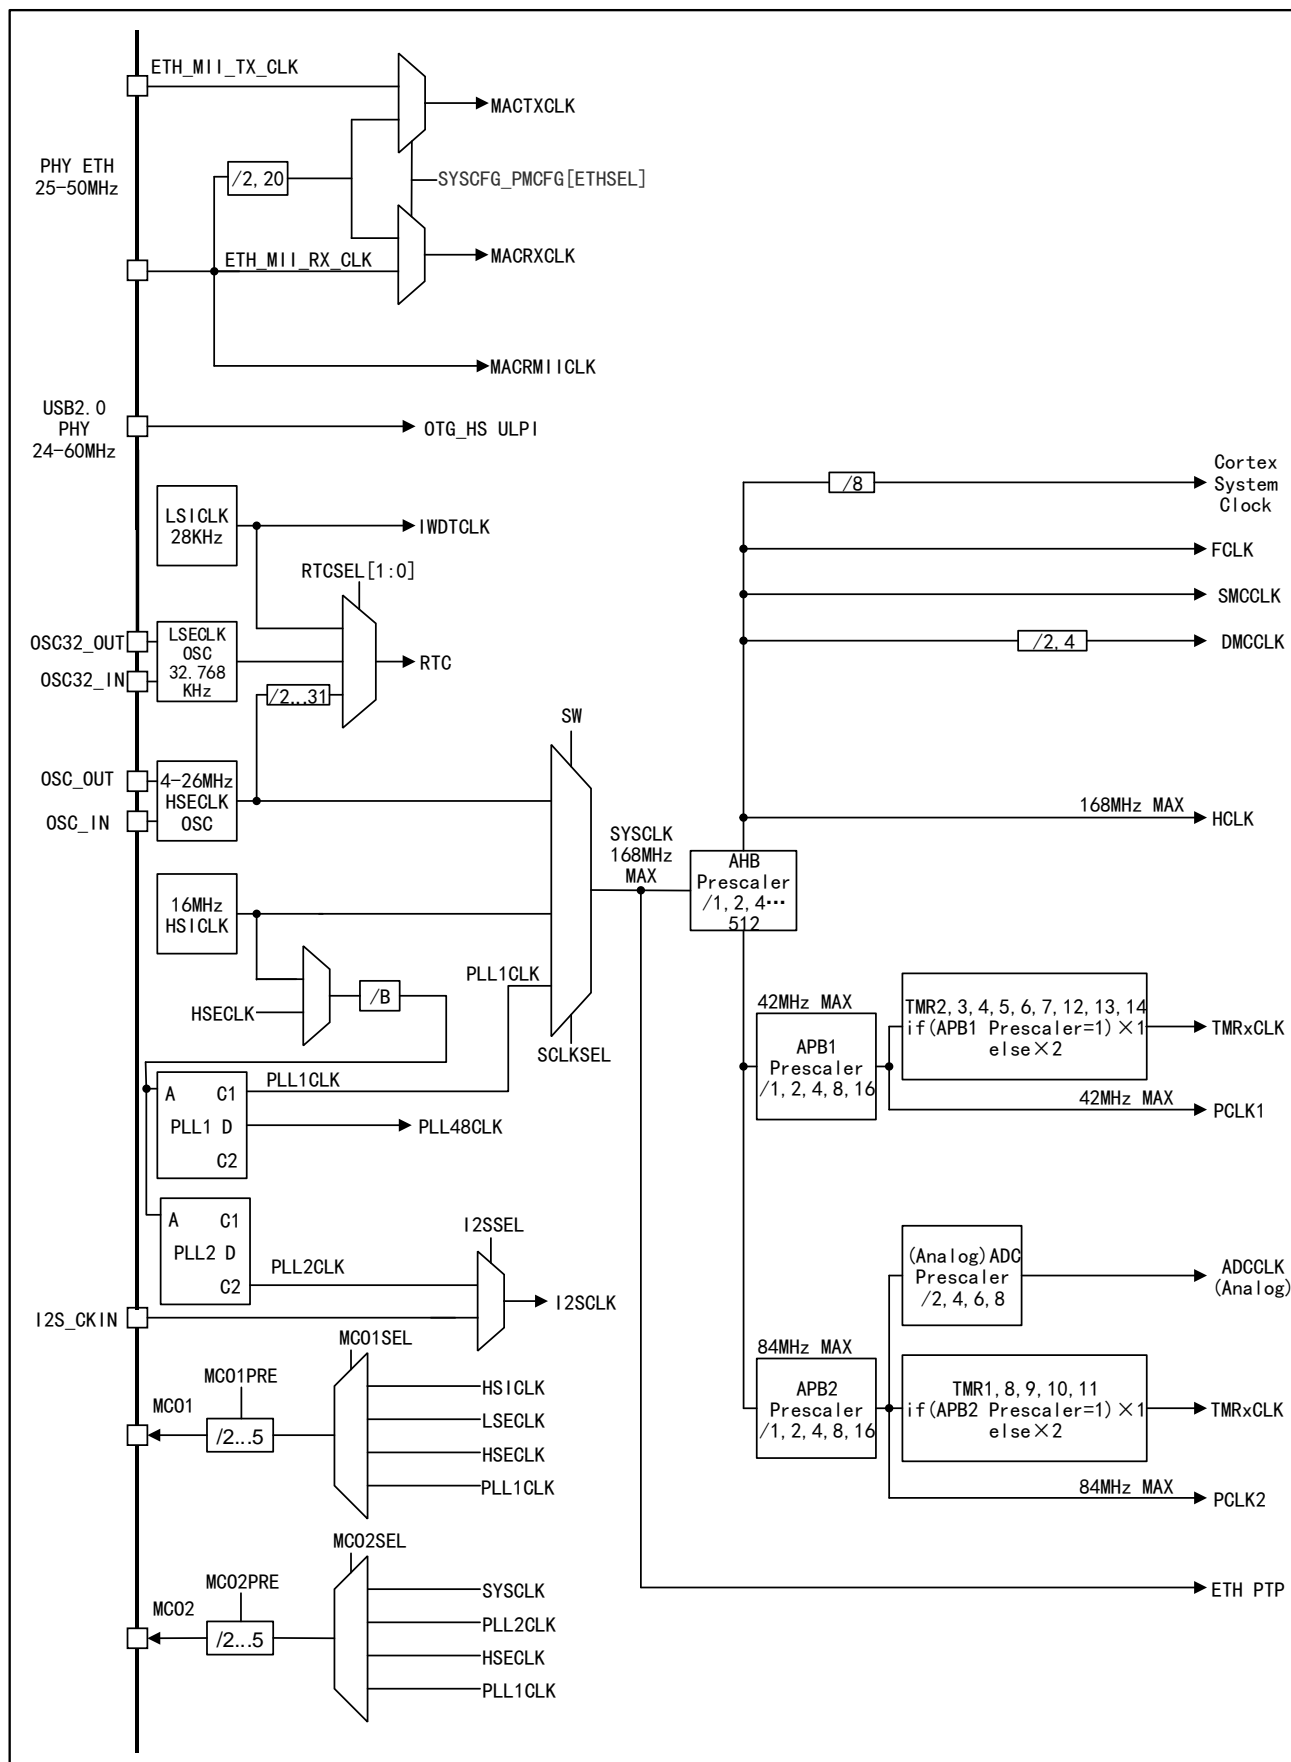 ETH_MII_TX_CLK
MACTXCLK
PHY ETH
25-50MHz
/2, 20
SYSCFG_PMCFG[ETHSEL]
ETH_MII_RX_CLK
MACRXCLK
MACRMIICLK
USB2.0
PHY
24-60MHz
OTG_HS ULPI
Cortex
System
Clock
/8
LSICLK
28KHz
IWDTCLK
FCLK
RTCSEL[1:0]
SMCCLK
OSC32_OUT
LSECLK
OSC
32.768
KHz
OSC32_IN
RTC
/2, 4
DMCCLK
/2...31
SW
OSC_OUT
4-26MHz
HSECLK
OSC
OSC_IN
168MHz MAX
HCLK
SYSCLK
168MHz
MAX
AHB
Prescaler
/1, 2, 4…
512
16MHz
HSICLK
PLL1CLK
/B
HSECLK
SCLKSEL
42MHz MAX
APB1
Prescaler
/1, 2, 4, 8, 16
TMR2, 3, 4, 5, 6, 7, 12, 13, 14
if(APB1 Prescaler=1) ×1
else×2
TMRxCLK
PLL1CLK
A C1
PLL1 D
C2
PLL48CLK
42MHz MAX
PCLK1
A C1
PLL2 D
C2
PLL2CLK
I2SSEL
I2SCLK
I2S_CKIN
(Analog)ADC
Prescaler
/2, 4, 6, 8
ADCCLK
(Analog)
84MHz MAX
APB2
Prescaler
/1, 2, 4, 8, 16
TMR1, 8, 9, 10, 11
if(APB2 Prescaler=1) ×1
else×2
TMRxCLK
84MHz MAX
PCLK2
MCO1SEL
MCO1PRE
MCO1
/2...5
HSICLK
LSECLK
HSECLK
PLL1CLK
MCO2SEL
MCO2PRE
MCO2
/2...5
SYSCLK
PLL2CLK
HSECLK
PLL1CLK
ETH PTP